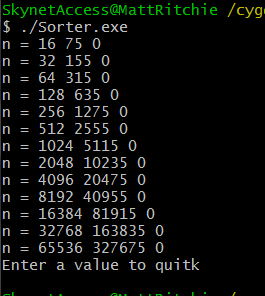 SkynetAccess@MattRitchie /cyg
$ ./Sorter.exe
n = 16 75 0
n = 32 155 0
n = 64 315 0
n = 128 635 0
n = 256 1275 0
n = 512 2555 0
n = 1024 5115 0
n = 2048 10235 0
n = 4096 20475 0
n = 8192 40955 0
n = 16384 81915 0
n = 32768 163835 0
n = 65536 327675 0
Enter a value to quitk